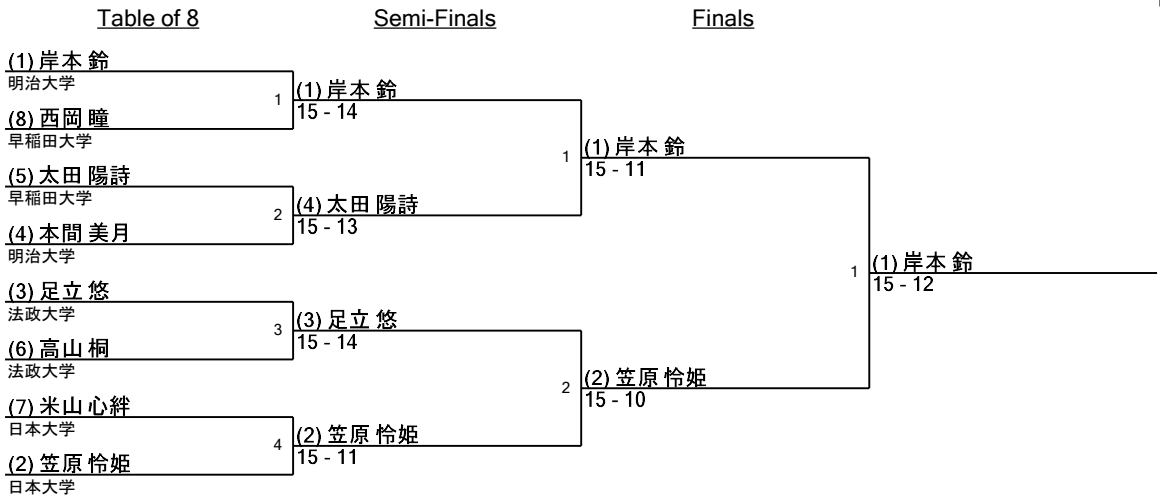 Table of 8
Semi-Finals
Finals
(1) 岸本 鈴
明治大学
(8) 西岡 瞳
早稲田大学
(5) 太田 陽詩
早稲田大学
(4) 本間 美月
明治大学
(3) 足立 悠
法政大学
(6) 高山 桐
法政大学
(7) 米山 心絆
日本大学
(2) 笠原 怜姫
日本大学
1
(1) 岸本 鈴
15 - 14
2
(4) 太田 陽詩
15 - 13
3
(3) 足立 悠
15 - 14
4
(2) 笠原 怜姫
15 - 11
1
(1) 岸本 鈴
15 - 11
2
(2) 笠原 怜姫
15 - 10
1
(1) 岸本 鈴
15 - 12